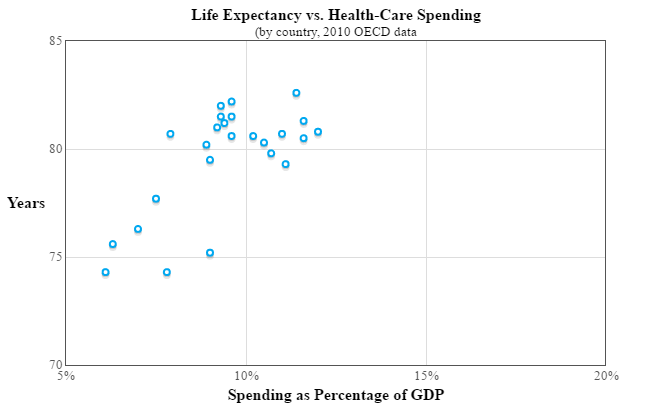 Life Expectancy vs. Health-Care Spending
(by country, 2010 OECD data
85
80
Years
75
70
5% 10% 15% 20%
Spending as Percentage of GDP